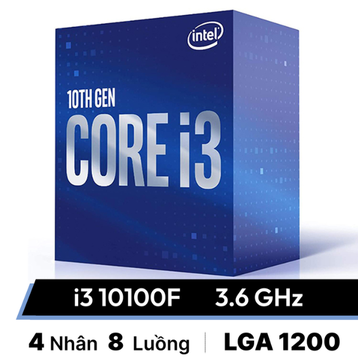 intel
10TH GEN
CORE i3
i3 10100F 3.6 GHz
4 Nhân 8 Luồng | LGA 1200